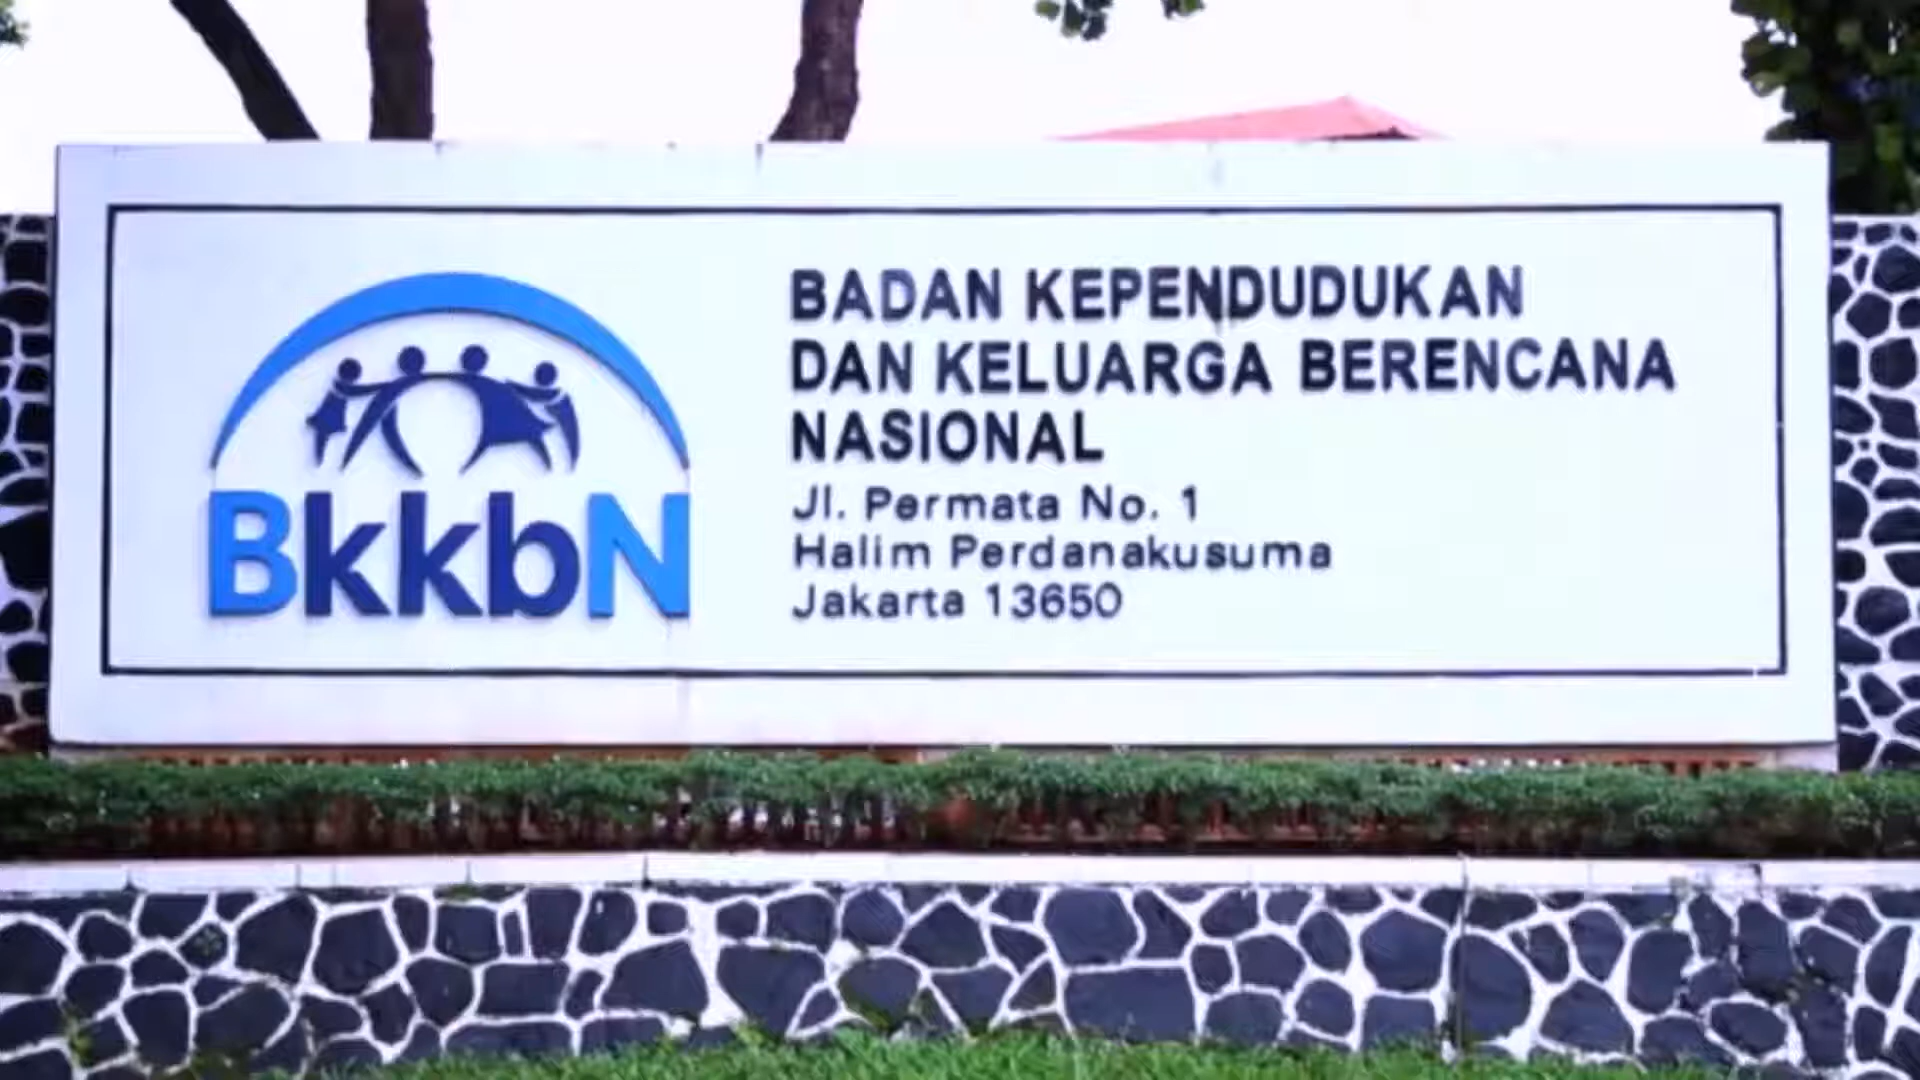 BkkbN
BADAN KEPENDUDUKAN
DAN KELUARGA BERENCANA
NASIONAL
Jl. Permata No. 1
Halim Perdanakusuma
Jakarta 13650